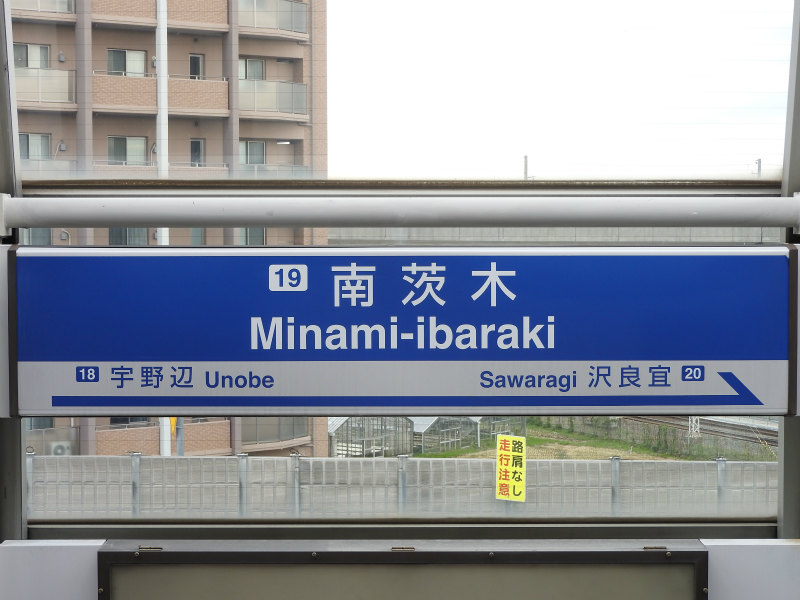 19 南茨木
Minami-ibaraki
18 宇野辺 Unobe Sawaragi 沢良宜 20
路肩なし
走行注意